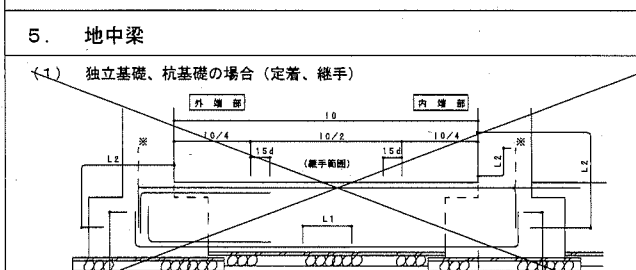 5. 地中梁
(1) 独立基礎、杭基礎の場合（定着、継手）
外端部 内端部
l0
l0/4 l0/2 l0/4
※ 15d (継手範囲) 15d ※
L2 L2 L2
L1